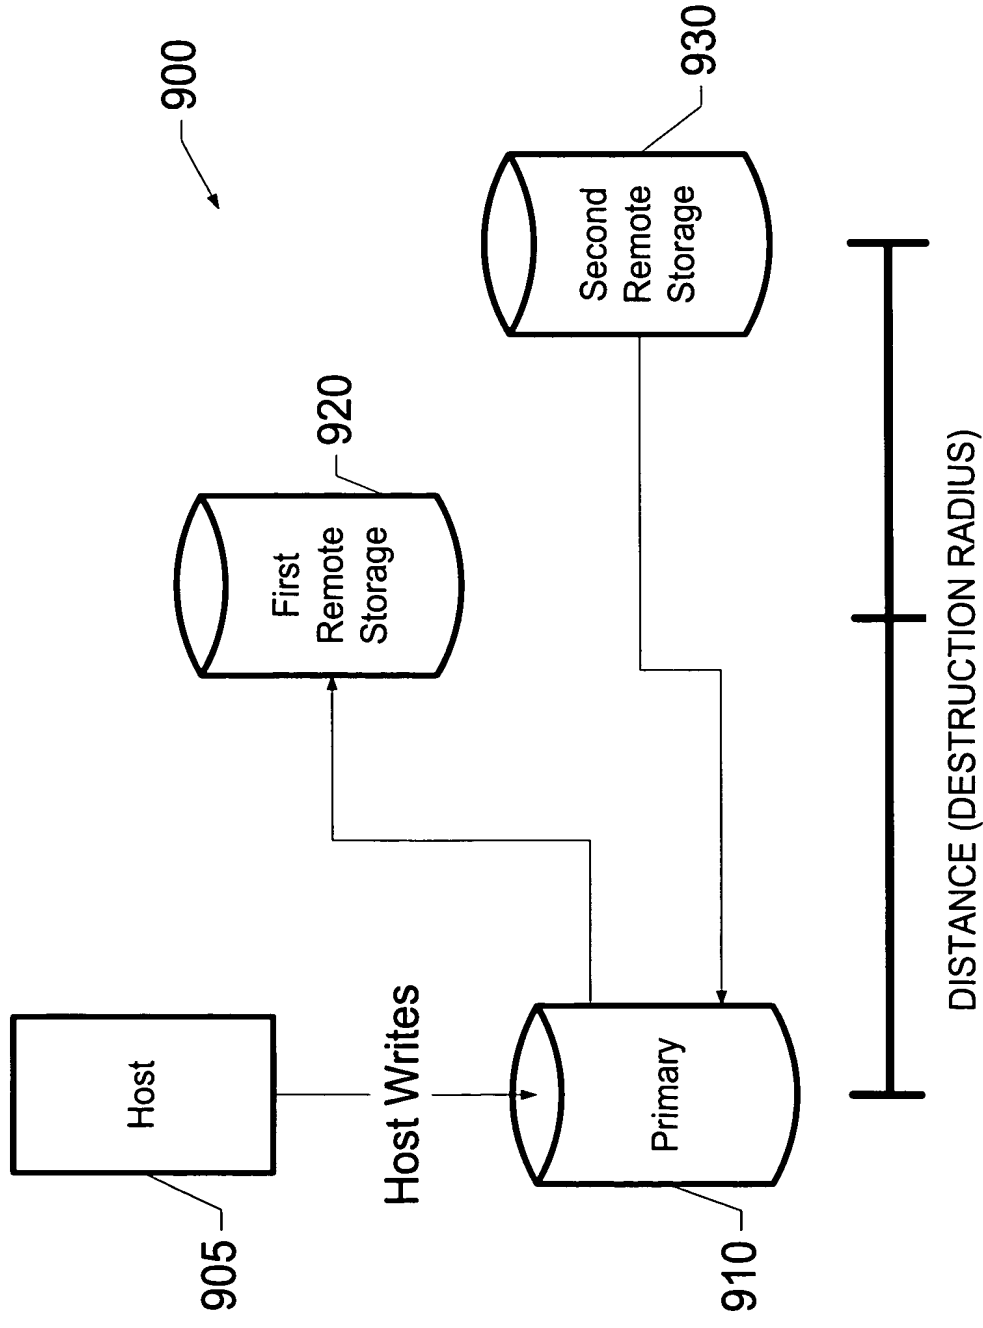 900
905
Host
Host Writes
910
Primary
920
First
Remote
Storage
930
Second
Remote
Storage
DISTANCE (DESTRUCTION RADIUS)